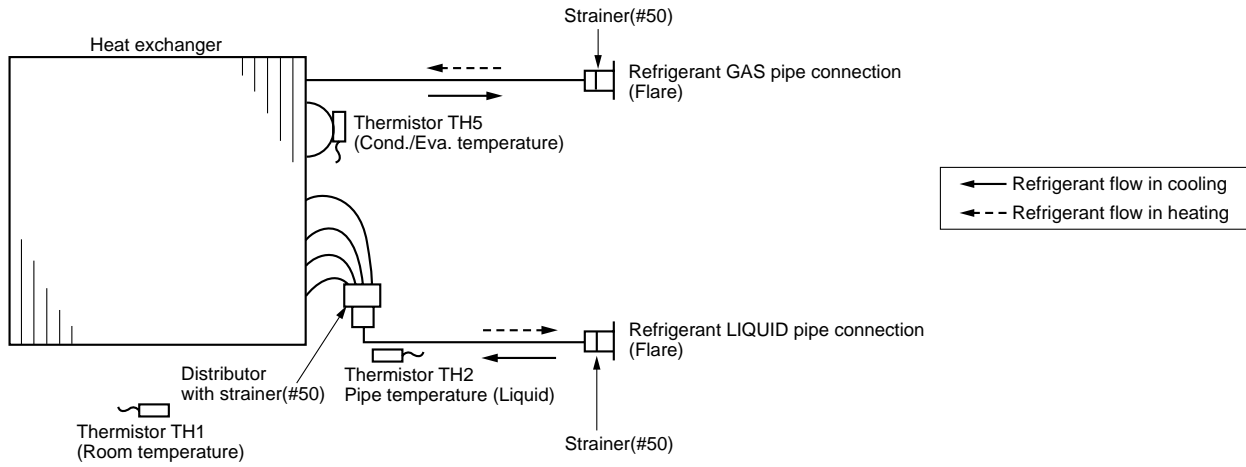 Strainer(#50)
Heat exchanger
Refrigerant GAS pipe connection
(Flare)
Thermistor TH5
(Cond./Eva. temperature)
Refrigerant flow in cooling
Refrigerant flow in heating
Refrigerant LIQUID pipe connection
(Flare)
Distributor
with strainer(#50)
Thermistor TH2
Pipe temperature (Liquid)
Thermistor TH1
(Room temperature)
Strainer(#50)